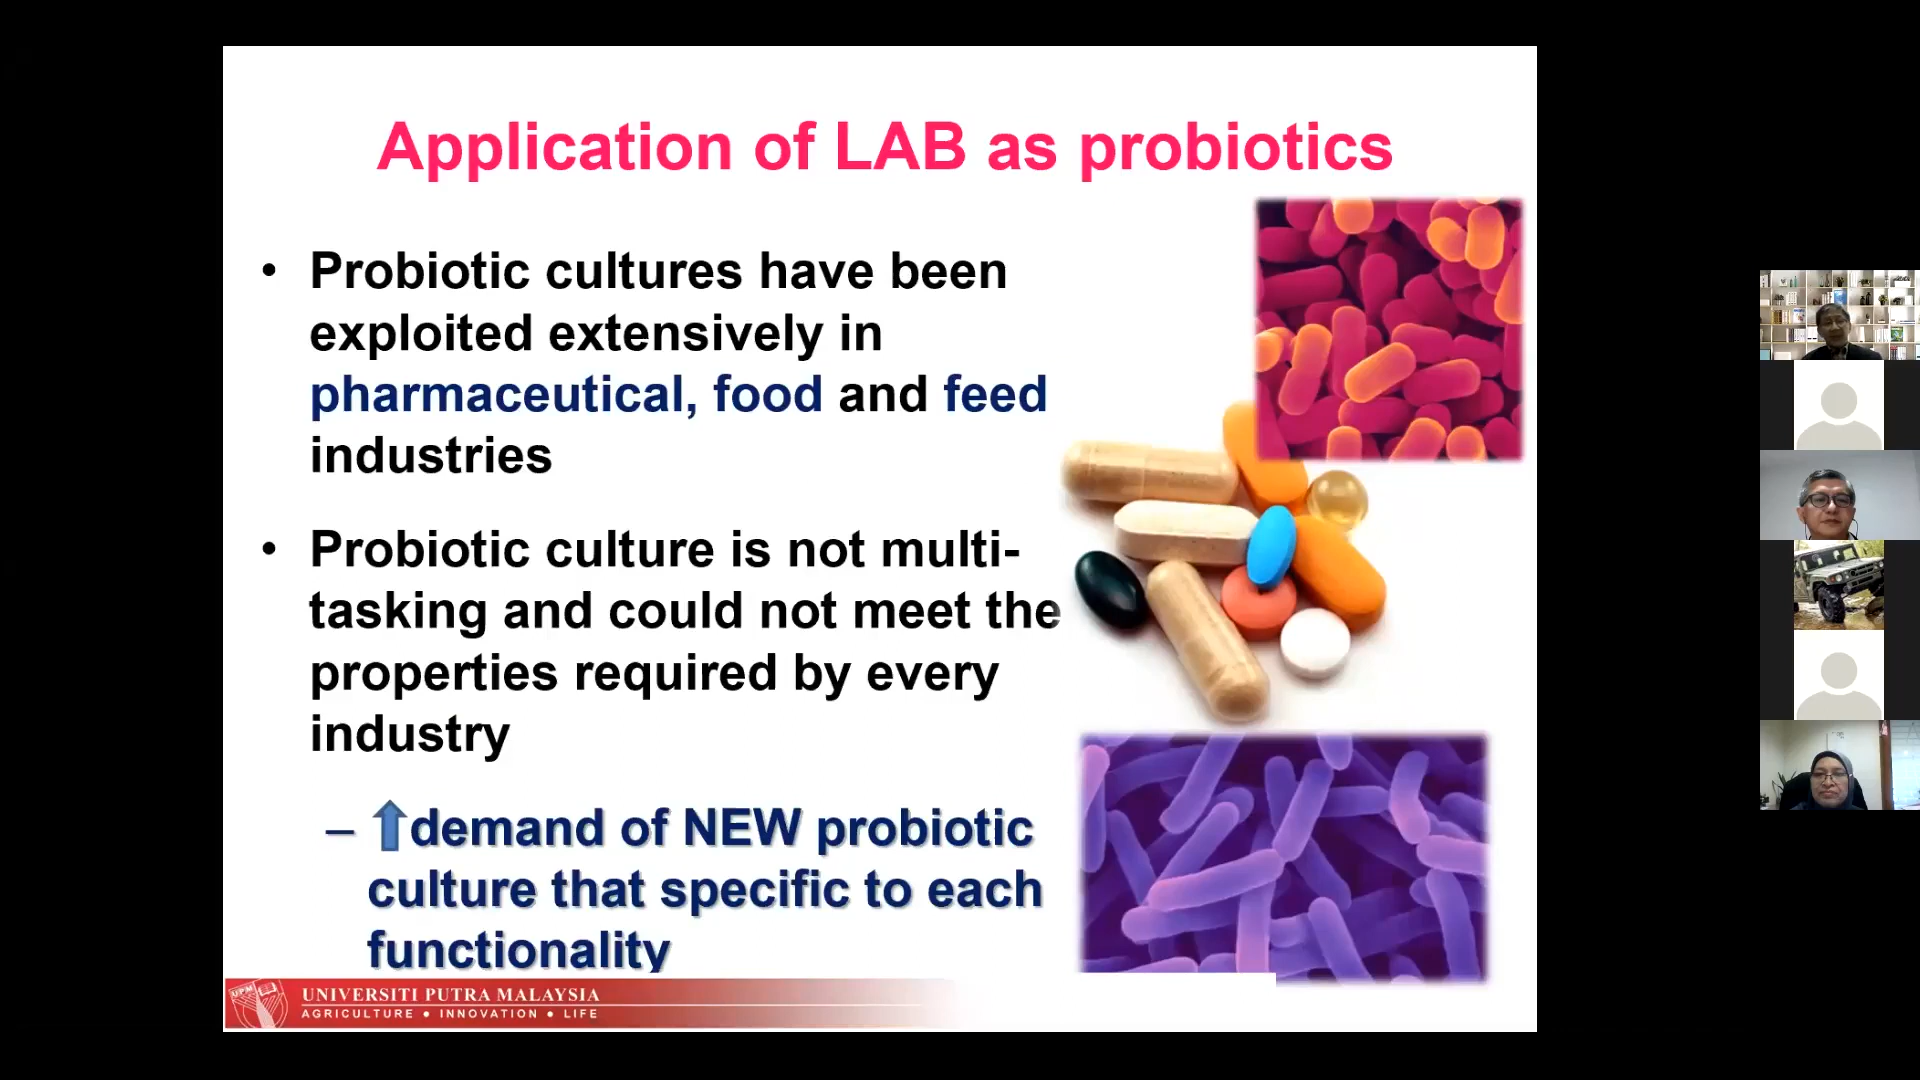 Application of LAB as probiotics
• Probiotic cultures have been
exploited extensively in
pharmaceutical, food and feed
industries
• Probiotic culture is not multi-
tasking and could not meet the
properties required by every
industry
– demand of NEW probiotic
culture that specific to each
functionality
UPM
UNIVERSITI PUTRA MALAYSIA
AGRICULTURE • INNOVATION • LIFE